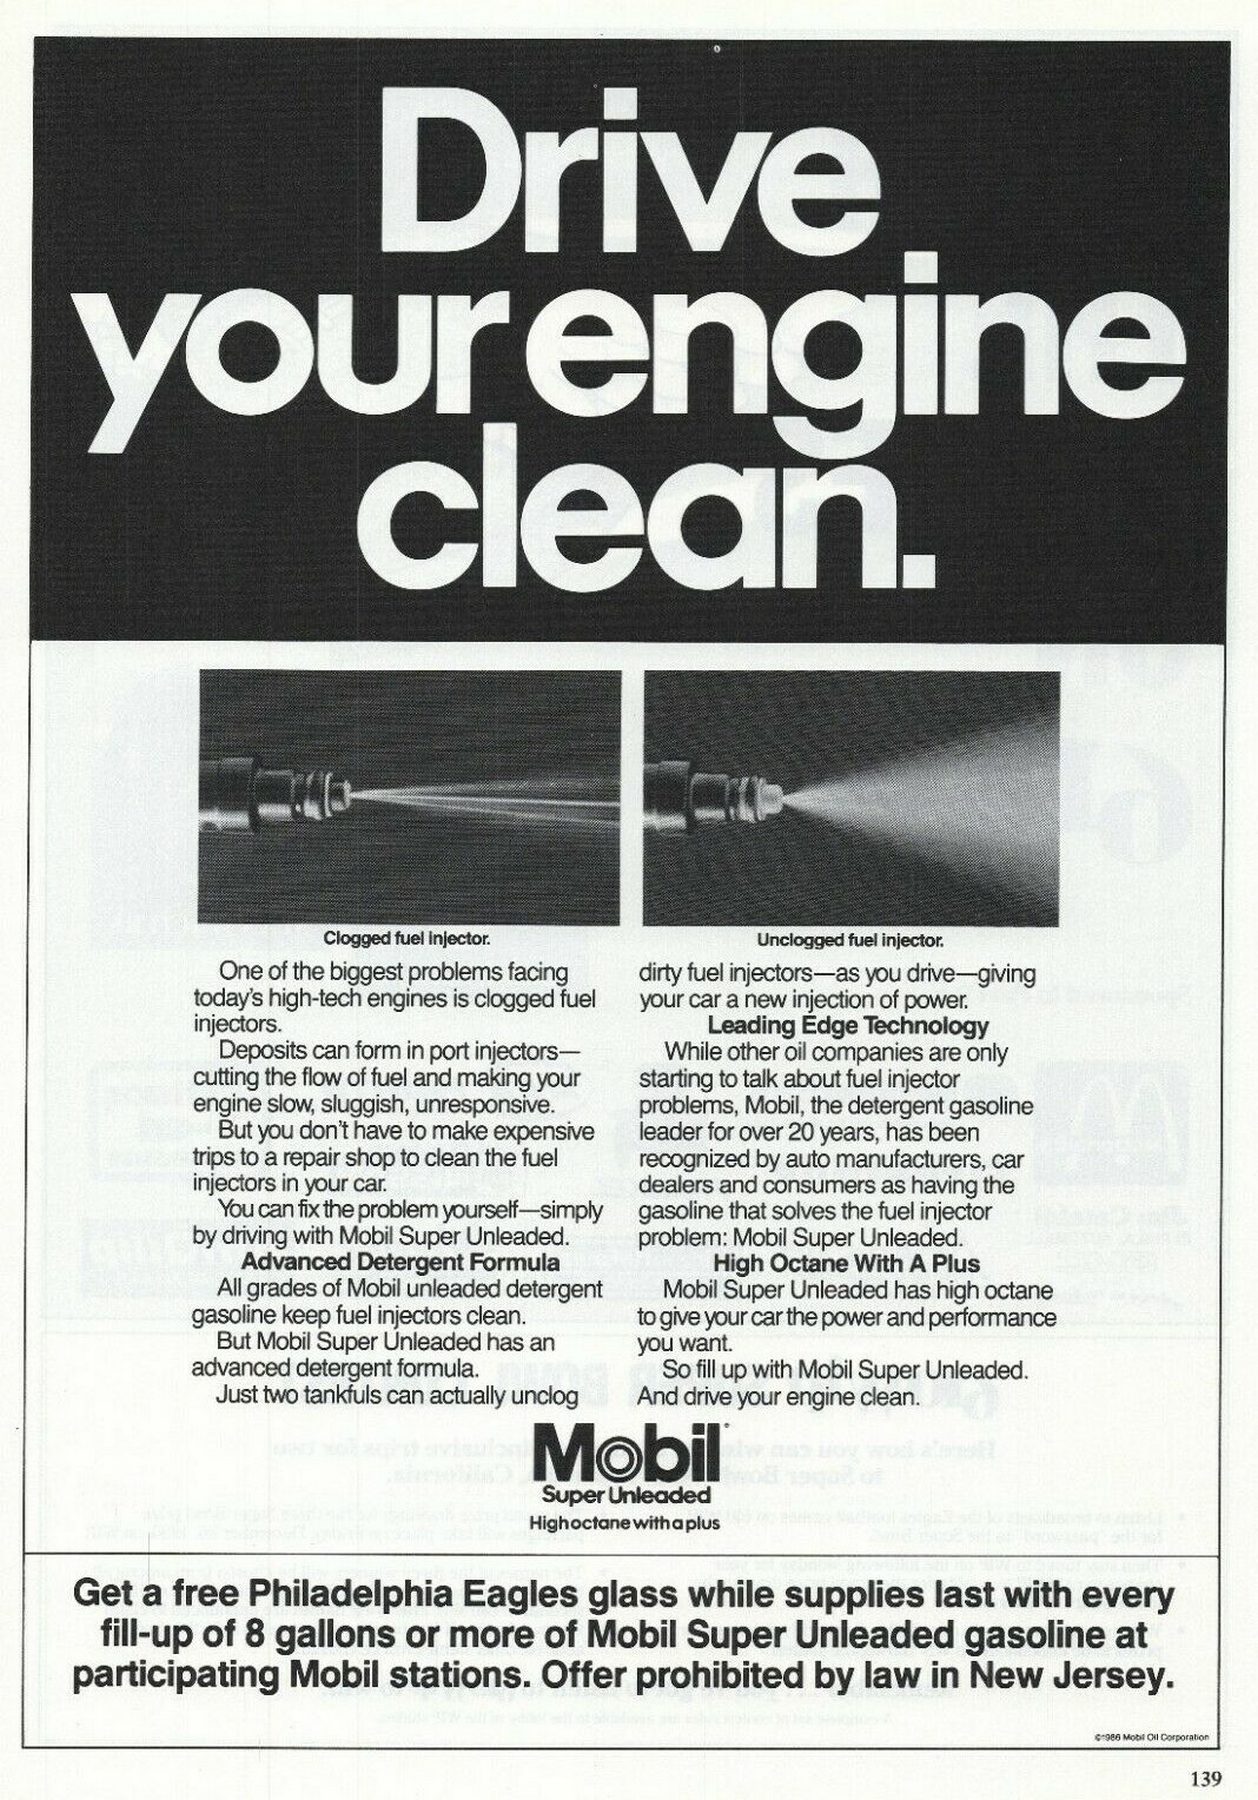 Drive
your engine
clean.
Clogged fuel injector.
Unclogged fuel injector.
One of the biggest problems facing
today's high-tech engines is clogged fuel
injectors.
Deposits can form in port injectors—
cutting the flow of fuel and making your
engine slow, sluggish, unresponsive.
But you don't have to make expensive
trips to a repair shop to clean the fuel
injectors in your car.
You can fix the problem yourself—simply
by driving with Mobil Super Unleaded.
Advanced Detergent Formula
All grades of Mobil unleaded detergent
gasoline keep fuel injectors clean.
But Mobil Super Unleaded has an
advanced detergent formula.
Just two tankfuls can actually unclog
dirty fuel injectors—as you drive—giving
your car a new injection of power.
Leading Edge Technology
While other oil companies are only
starting to talk about fuel injector
problems, Mobil, the detergent gasoline
leader for over 20 years, has been
recognized by auto manufacturers, car
dealers and consumers as having the
gasoline that solves the fuel injector
problem: Mobil Super Unleaded.
High Octane With A Plus
Mobil Super Unleaded has high octane
to give your car the power and performance
you want.
So fill up with Mobil Super Unleaded.
And drive your engine clean.
Mobil®
Super Unleaded
High octane with a plus
Get a free Philadelphia Eagles glass while supplies last with every
fill-up of 8 gallons or more of Mobil Super Unleaded gasoline at
participating Mobil stations. Offer prohibited by law in New Jersey.
©1986 Mobil Oil Corporation
139